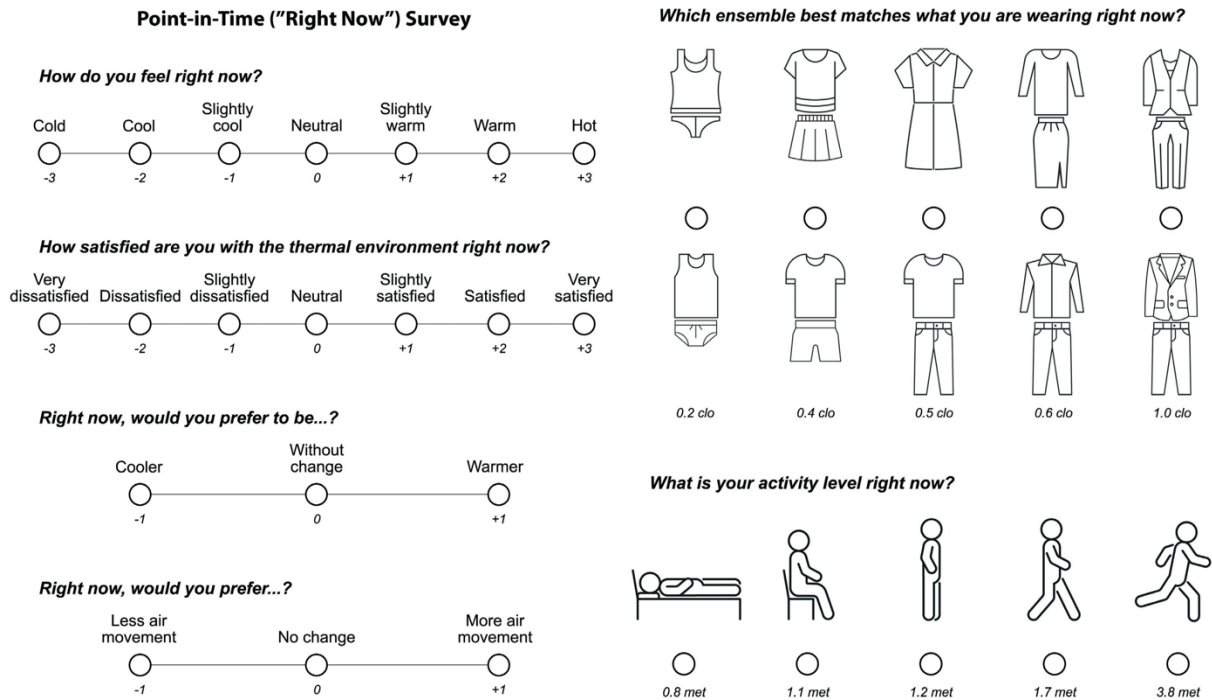 Point-in-Time ("Right Now") Survey
How do you feel right now?
Cold Cool Slightly cool Neutral Slightly warm Warm Hot
-3 -2 -1 0 +1 +2 +3
How satisfied are you with the thermal environment right now?
Very dissatisfied Dissatisfied Slightly dissatisfied Neutral Slightly satisfied Satisfied Very satisfied
-3 -2 -1 0 +1 +2 +3
Right now, would you prefer to be...?
Cooler Without change Warmer
-1 0 +1
Right now, would you prefer...?
Less air movement No change More air movement
-1 0 +1
Which ensemble best matches what you are wearing right now?
0.2 clo 0.4 clo 0.5 clo 0.6 clo 1.0 clo
What is your activity level right now?
0.8 met 1.1 met 1.2 met 1.7 met 3.8 met